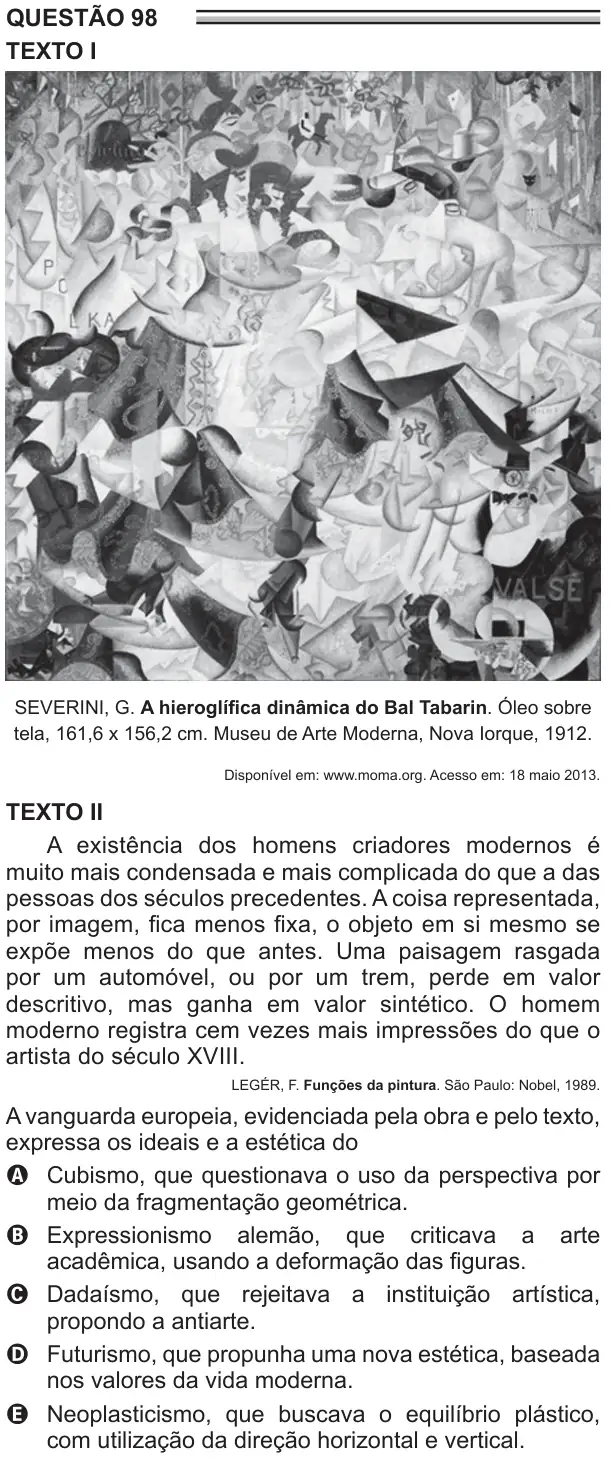 QUESTÃO 98
TEXTO I
P
O
LKA
VALSE
SEVERINI, G. A hieroglífica dinâmica do Bal Tabarin. Óleo sobre
tela, 161,6 x 156,2 cm. Museu de Arte Moderna, Nova Iorque, 1912.
Disponível em: www.moma.org. Acesso em: 18 maio 2013.
TEXTO II
A existência dos homens criadores modernos é
muito mais condensada e mais complicada do que a das
pessoas dos séculos precedentes. A coisa representada,
por imagem, fica menos fixa, o objeto em si mesmo se
expõe menos do que antes. Uma paisagem rasgada
por um automóvel, ou por um trem, perde em valor
descritivo, mas ganha em valor sintético. O homem
moderno registra cem vezes mais impressões do que o
artista do século XVIII.
LEGÉR, F. Funções da pintura. São Paulo: Nobel, 1989.
A vanguarda europeia, evidenciada pela obra e pelo texto,
expressa os ideais e a estética do
A Cubismo, que questionava o uso da perspectiva por
meio da fragmentação geométrica.
B Expressionismo alemão, que criticava a arte
acadêmica, usando a deformação das figuras.
C Dadaísmo, que rejeitava a instituição artística,
propondo a antiarte.
D Futurismo, que propunha uma nova estética, baseada
nos valores da vida moderna.
E Neoplasticismo, que buscava o equilíbrio plástico,
com utilização da direção horizontal e vertical.